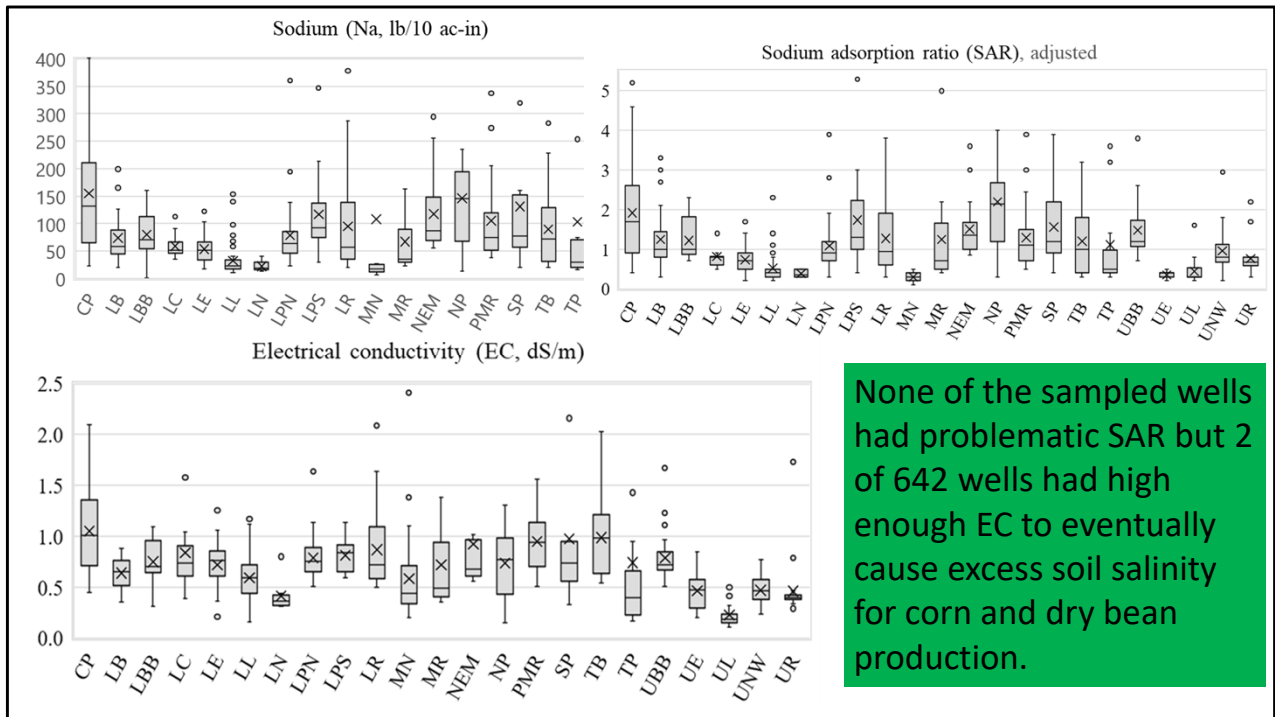 Sodium (Na, lb/10 ac-in)
400
350
300
250
200
150
100
50
0
CP LB LBB LC LE LL LN LPN LPS LR MN MR NEM NP PMR SP TB TP
Sodium adsorption ratio (SAR), adjusted
5
4
3
2
1
0
CP LB LBB LC LE LL LN LPN LPS LR MN MR NEM NP PMR SP TB TP UBB UE UL UNW UR
Electrical conductivity (EC, dS/m)
2.5
2.0
1.5
1.0
0.5
0.0
CP LB LBB LC LE LL LN LPN LPS LR MN MR NEM NP PMR SP TB TP UBB UE UL UNW UR
None of the sampled wells
had problematic SAR but 2
of 642 wells had high
enough EC to eventually
cause excess soil salinity
for corn and dry bean
production.